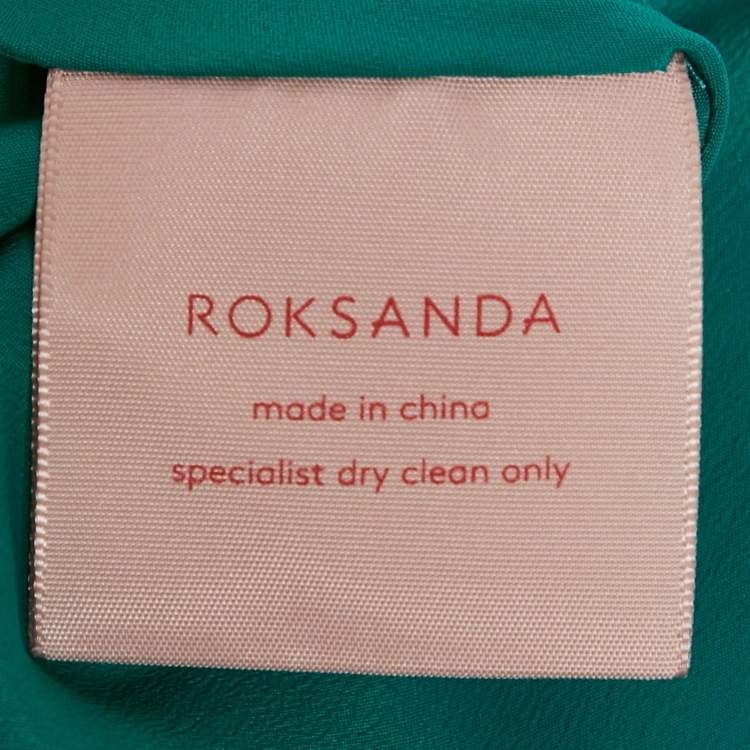 ROKSANDA
made in china
specialist dry clean only